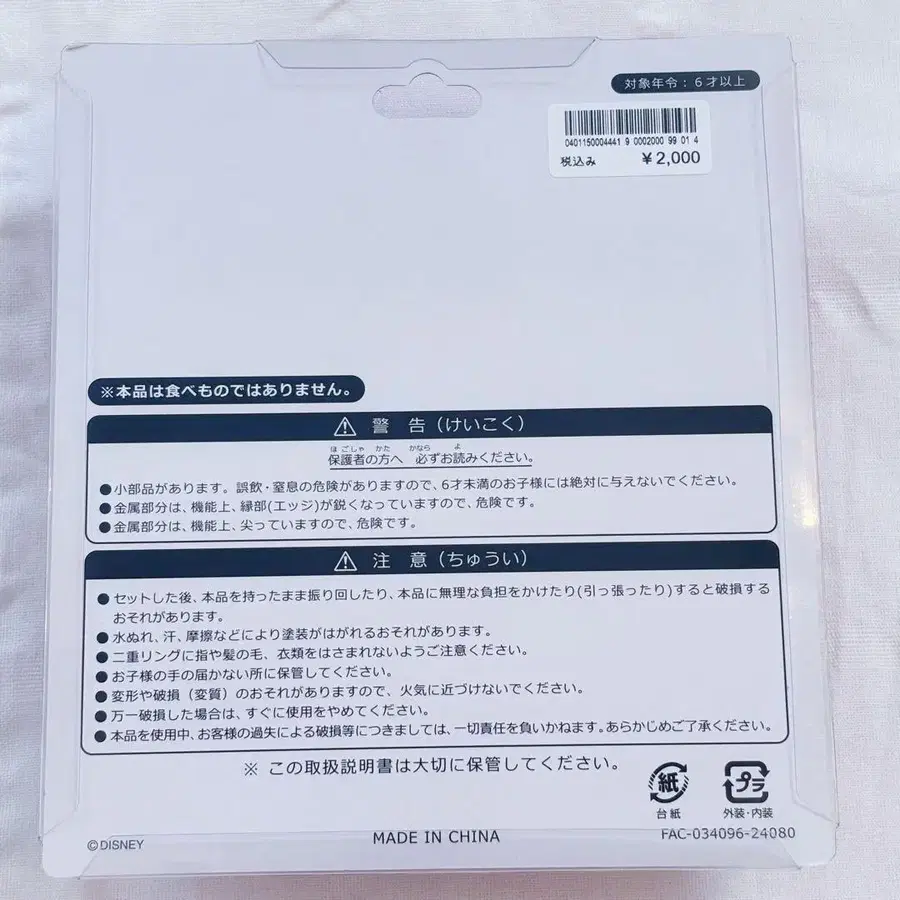 対象年令：6才以上
0401150004441 9 0002000 99 01 4
税込み ¥2,000
※本品は食べものではありません。
⚠ 警 告（けいこく）
ほごしゃ かた かなら よ
保護者の方へ 必ずお読みください。
●小部品があります。誤飲・窒息の危険がありますので、6才未満のお子様には絶対に与えないでください。
●金属部分は、機能上、縁部(エッジ)が鋭くなっていますので、危険です。
●金属部分は、機能上、尖っていますので、危険です。
⚠ 注 意（ちゅうい）
●セットした後、本品を持ったまま振り回したり、本品に無理な負担をかけたり(引っ張ったり)すると破損する
おそれがあります。
●水ぬれ、汗、摩擦などにより塗装がはがれるおそれがあります。
●二重リングに指や髪の毛、衣類をはさまれないようご注意ください。
●お子様の手の届かない所に保管してください。
●変形や破損（変質）のおそれがありますので、火気に近づけないでください。
●万一破損した場合は、すぐに使用をやめてください。
●本品を使用中、お客様の過失による破損等につきましては、一切責任を負いかねます。あらかじめご了承ください。
※ この取扱説明書は大切に保管してください。
紙 プラ
台紙 外装・内装
©DISNEY MADE IN CHINA FAC-034096-24080